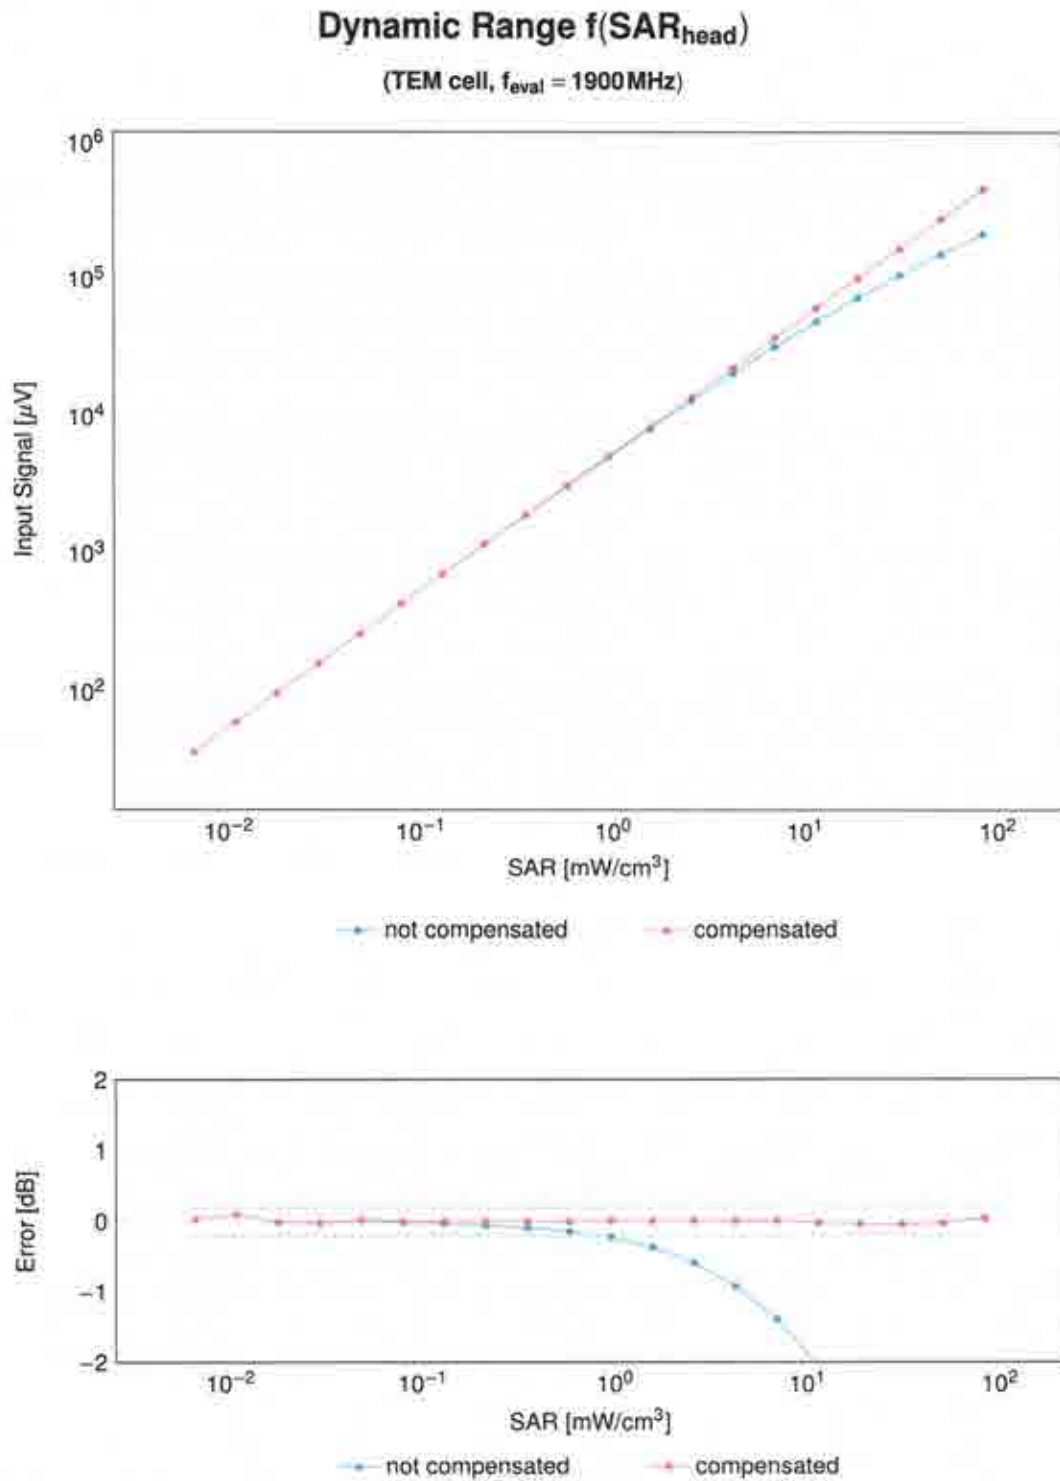 Dynamic Range f(SARhead)
(TEM cell, feval = 1900 MHz)
10⁶
10⁵
10⁴
10³
10²
Input Signal [µV]
10⁻² 10⁻¹ 10⁰ 10¹ 10²
SAR [mW/cm³]
not compensated compensated
2
1
0
−1
−2
Error [dB]
10⁻² 10⁻¹ 10⁰ 10¹ 10²
SAR [mW/cm³]
not compensated compensated